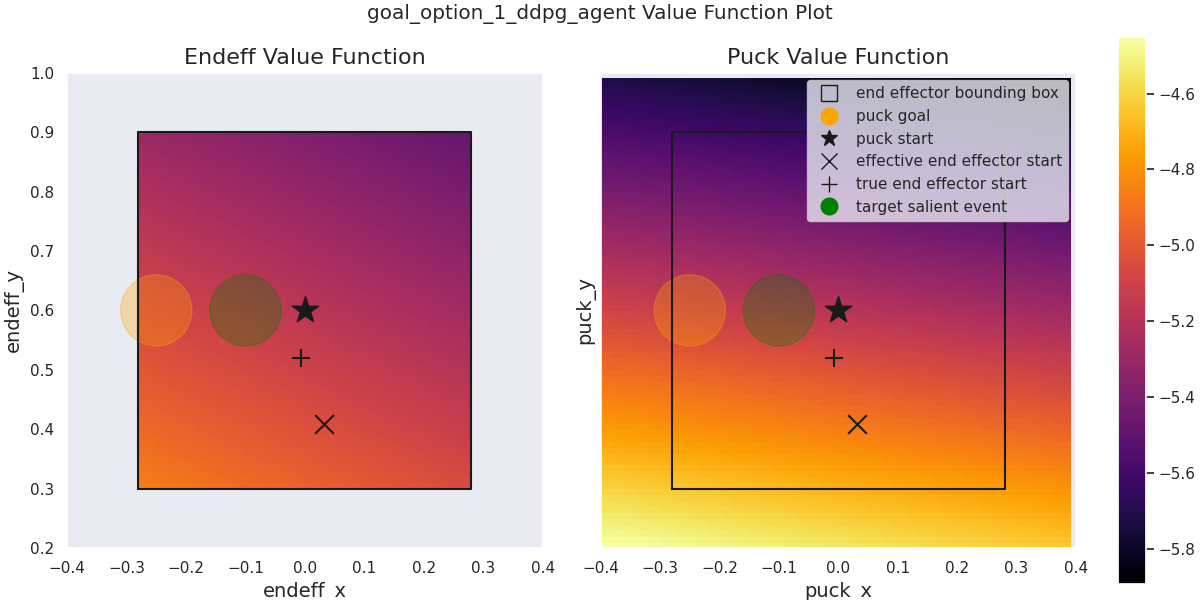 goal_option_1_ddpg_agent Value Function Plot
Endeff Value Function
endeff_y
1.0
0.9
0.8
0.7
0.6
0.5
0.4
0.3
0.2
−0.4 −0.3 −0.2 −0.1 0.0 0.1 0.2 0.3 0.4
endeff_x
Puck Value Function
puck_y
end effector bounding box
puck goal
puck start
effective end effector start
true end effector start
target salient event
−0.4 −0.3 −0.2 −0.1 0.0 0.1 0.2 0.3 0.4
puck_x
−4.6
−4.8
−5.0
−5.2
−5.4
−5.6
−5.8